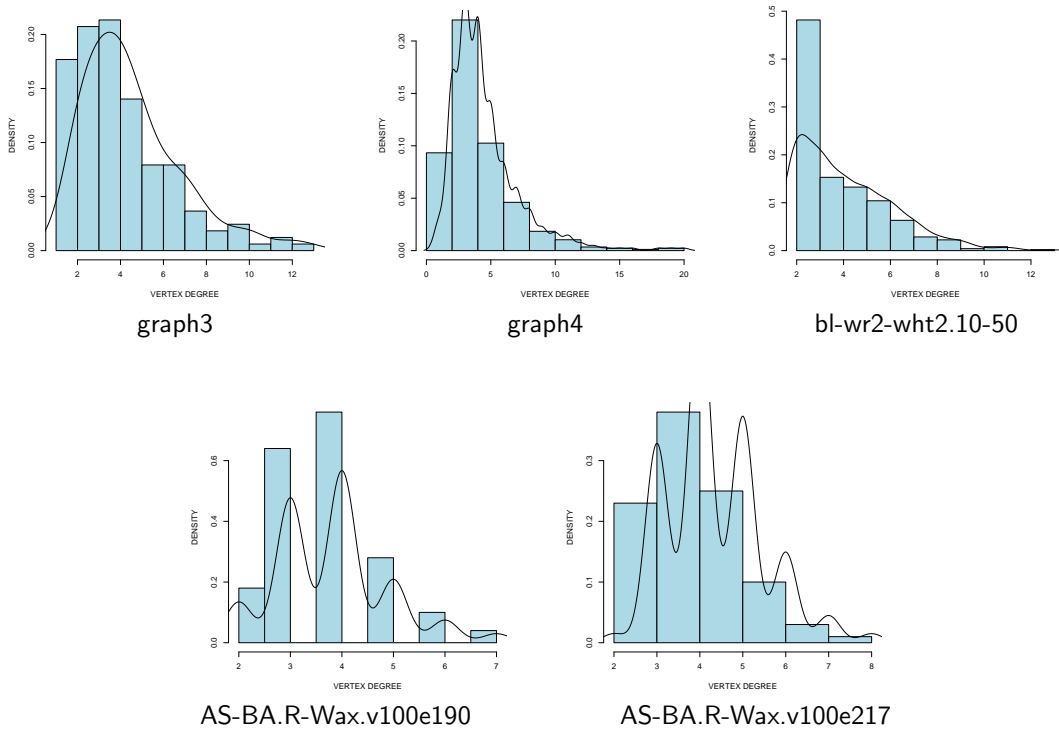 DENSITY
0.00 0.05 0.10 0.15 0.20
2 4 6 8 10 12
VERTEX DEGREE
graph3
DENSITY
0.00 0.05 0.10 0.15 0.20
0 5 10 15 20
VERTEX DEGREE
graph4
DENSITY
0.0 0.1 0.2 0.3 0.4 0.5
2 4 6 8 10 12
VERTEX DEGREE
bl-wr2-wht2.10-50
DENSITY
0.0 0.2 0.4 0.6
2 3 4 5 6 7
VERTEX DEGREE
AS-BA.R-Wax.v100e190
DENSITY
0.0 0.1 0.2 0.3
2 3 4 5 6 7 8
VERTEX DEGREE
AS-BA.R-Wax.v100e217